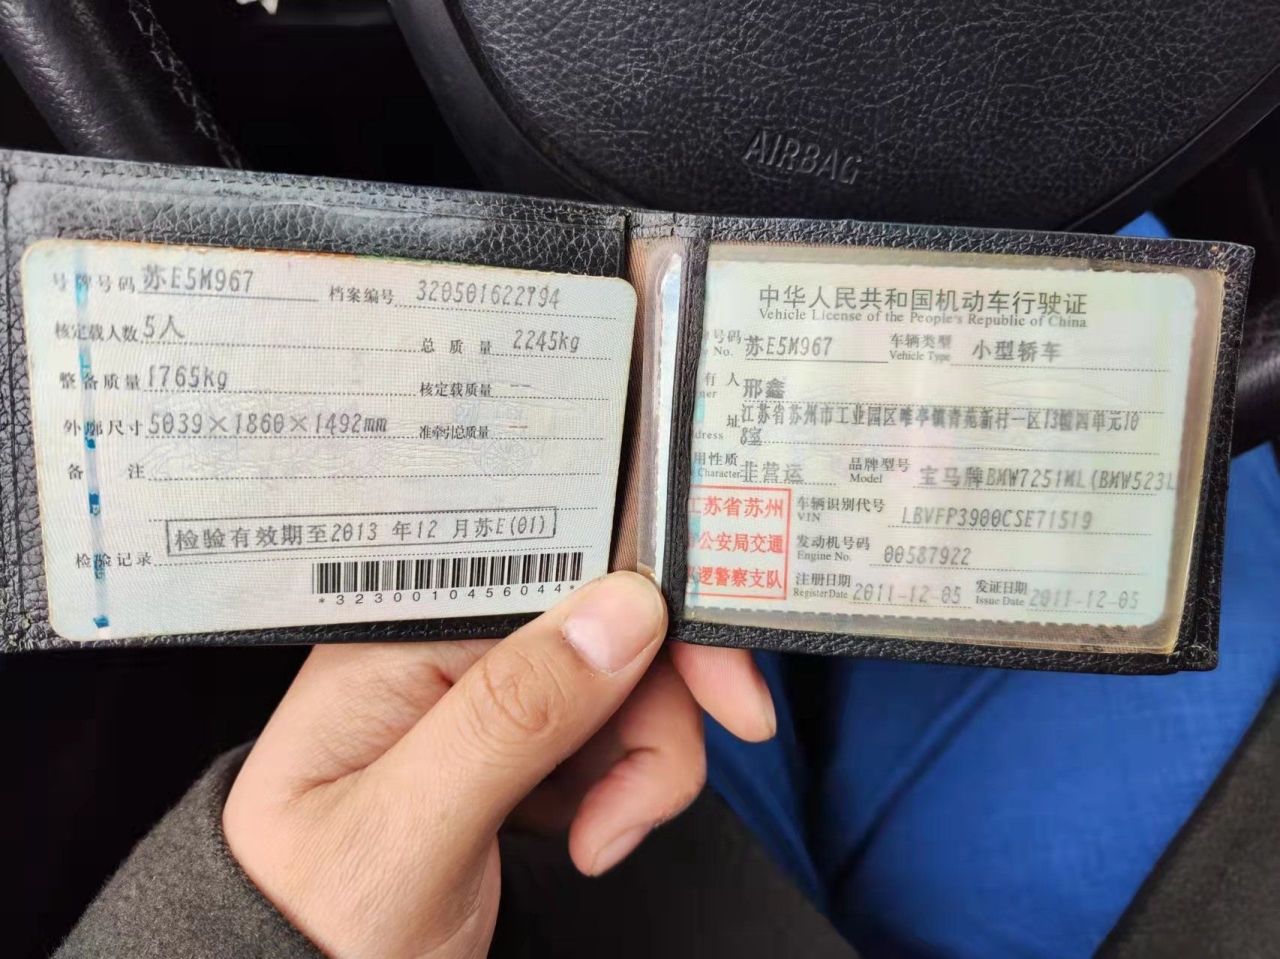 AIRBAG
号牌号码 苏E5M967 档案编号 320501622794
核定载人数 5人 总质量 2245kg
整备质量 1765kg 核定载质量 --
外廓尺寸 5039×1860×1492mm 准牵引总质量 --
备注
检验记录 检验有效期至2013 年12 月苏E(01)
*3230010456044*
中华人民共和国机动车行驶证
Vehicle License of the People's Republic of China
号码 苏E5M967 车辆类型 小型轿车
No. Vehicle Type
有人 邢鑫
址 江苏省苏州市工业园区唯亭镇青苑新村一区13幢四单元10
8室
用性质 非营运 品牌型号 宝马牌BMW7251ML(BMW523L
Character Model
江苏省苏州
公安局交通
巡逻警察支队
车辆识别代号 LBVFP3900CSE71519
VIN
发动机号码 00587922
Engine No.
注册日期 2011-12-05 发证日期 2011-12-05
Register Date Issue Date